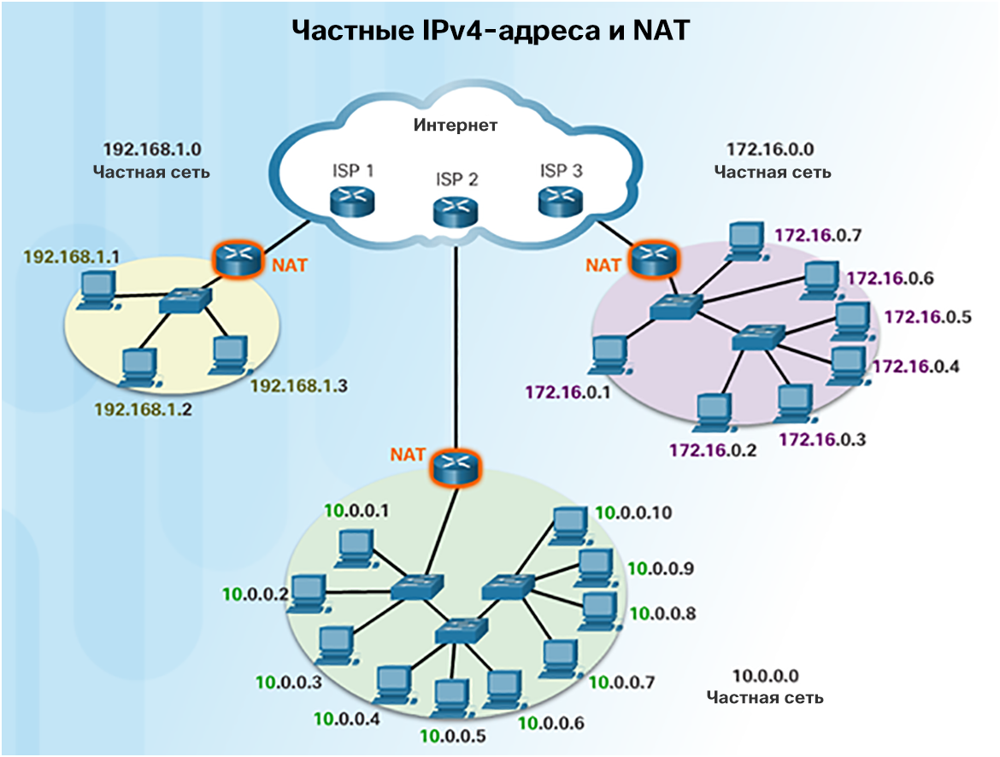 Частные IPv4-адреса и NAT
Интернет
192.168.1.0
Частная сеть
172.16.0.0
Частная сеть
ISP 1
ISP 2
ISP 3
192.168.1.1
NAT
192.168.1.2
192.168.1.3
NAT
172.16.0.7
172.16.0.6
172.16.0.5
172.16.0.4
172.16.0.1
172.16.0.3
172.16.0.2
NAT
10.0.0.1
10.0.0.10
10.0.0.2
10.0.0.9
10.0.0.8
10.0.0.3
10.0.0.7
10.0.0.4
10.0.0.6
10.0.0.5
10.0.0.0
Частная сеть